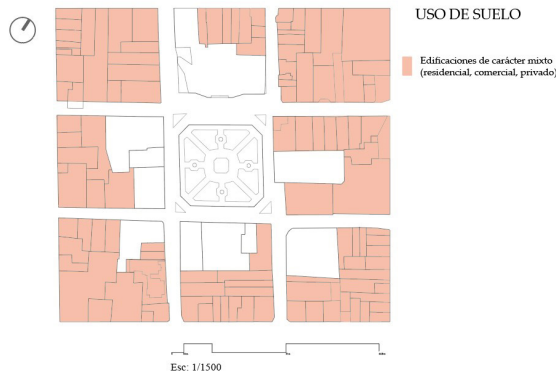 USO DE SUELO
Edificaciones de carácter mixto
(residencial, comercial, privado)
Esc: 1/1500